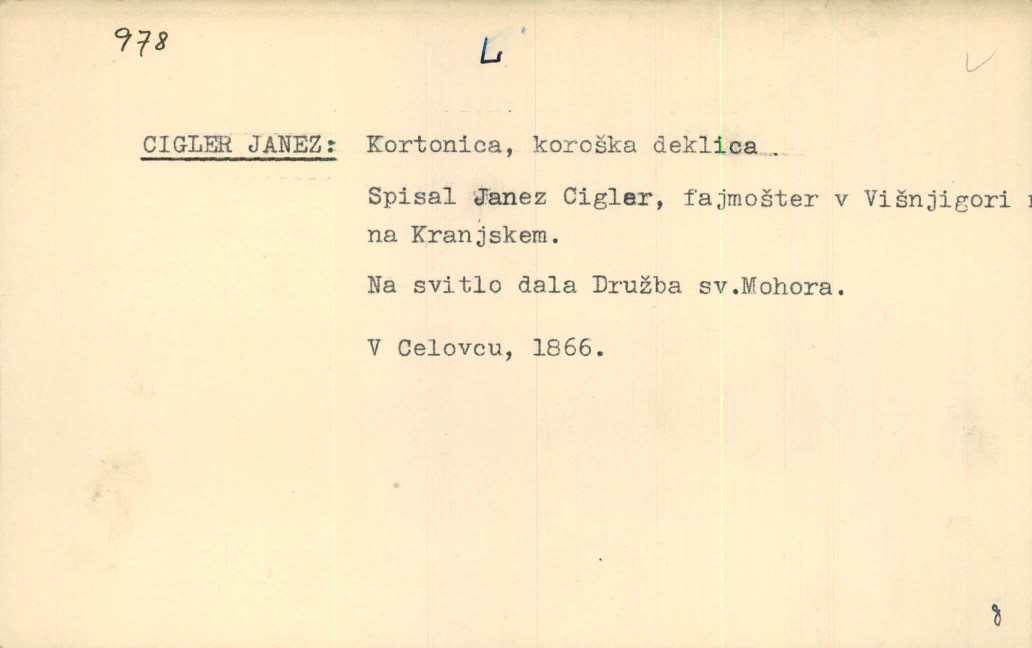 978
L
CIGLER JANEZ: Kortonica, koroška deklica .
Spisal Janez Cigler, fajmošter v Višnjigori
na Kranjskem.
Na svitlo dala Družba sv.Mohora.
V Celovcu, 1866.